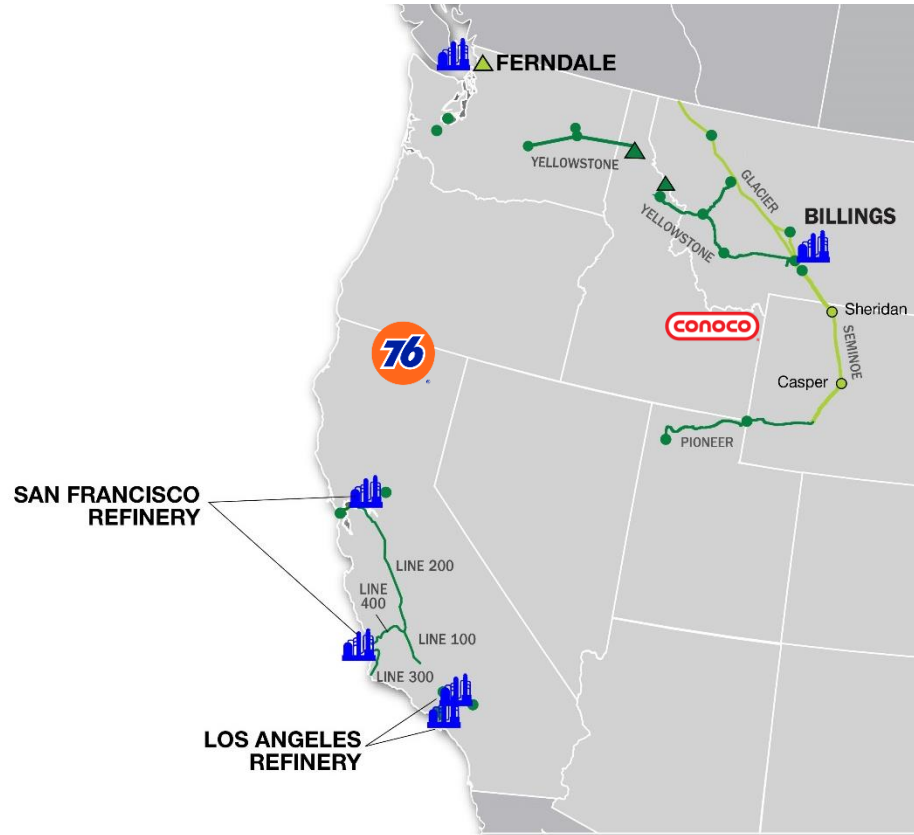 FERNDALE
YELLOWSTONE
GLACIER
YELLOWSTONE
BILLINGS
Sheridan
conoco
76
SEMINOE
Casper
PIONEER
SAN FRANCISCO
REFINERY
LINE 200
LINE
400
LINE 100
LINE 300
LOS ANGELES
REFINERY